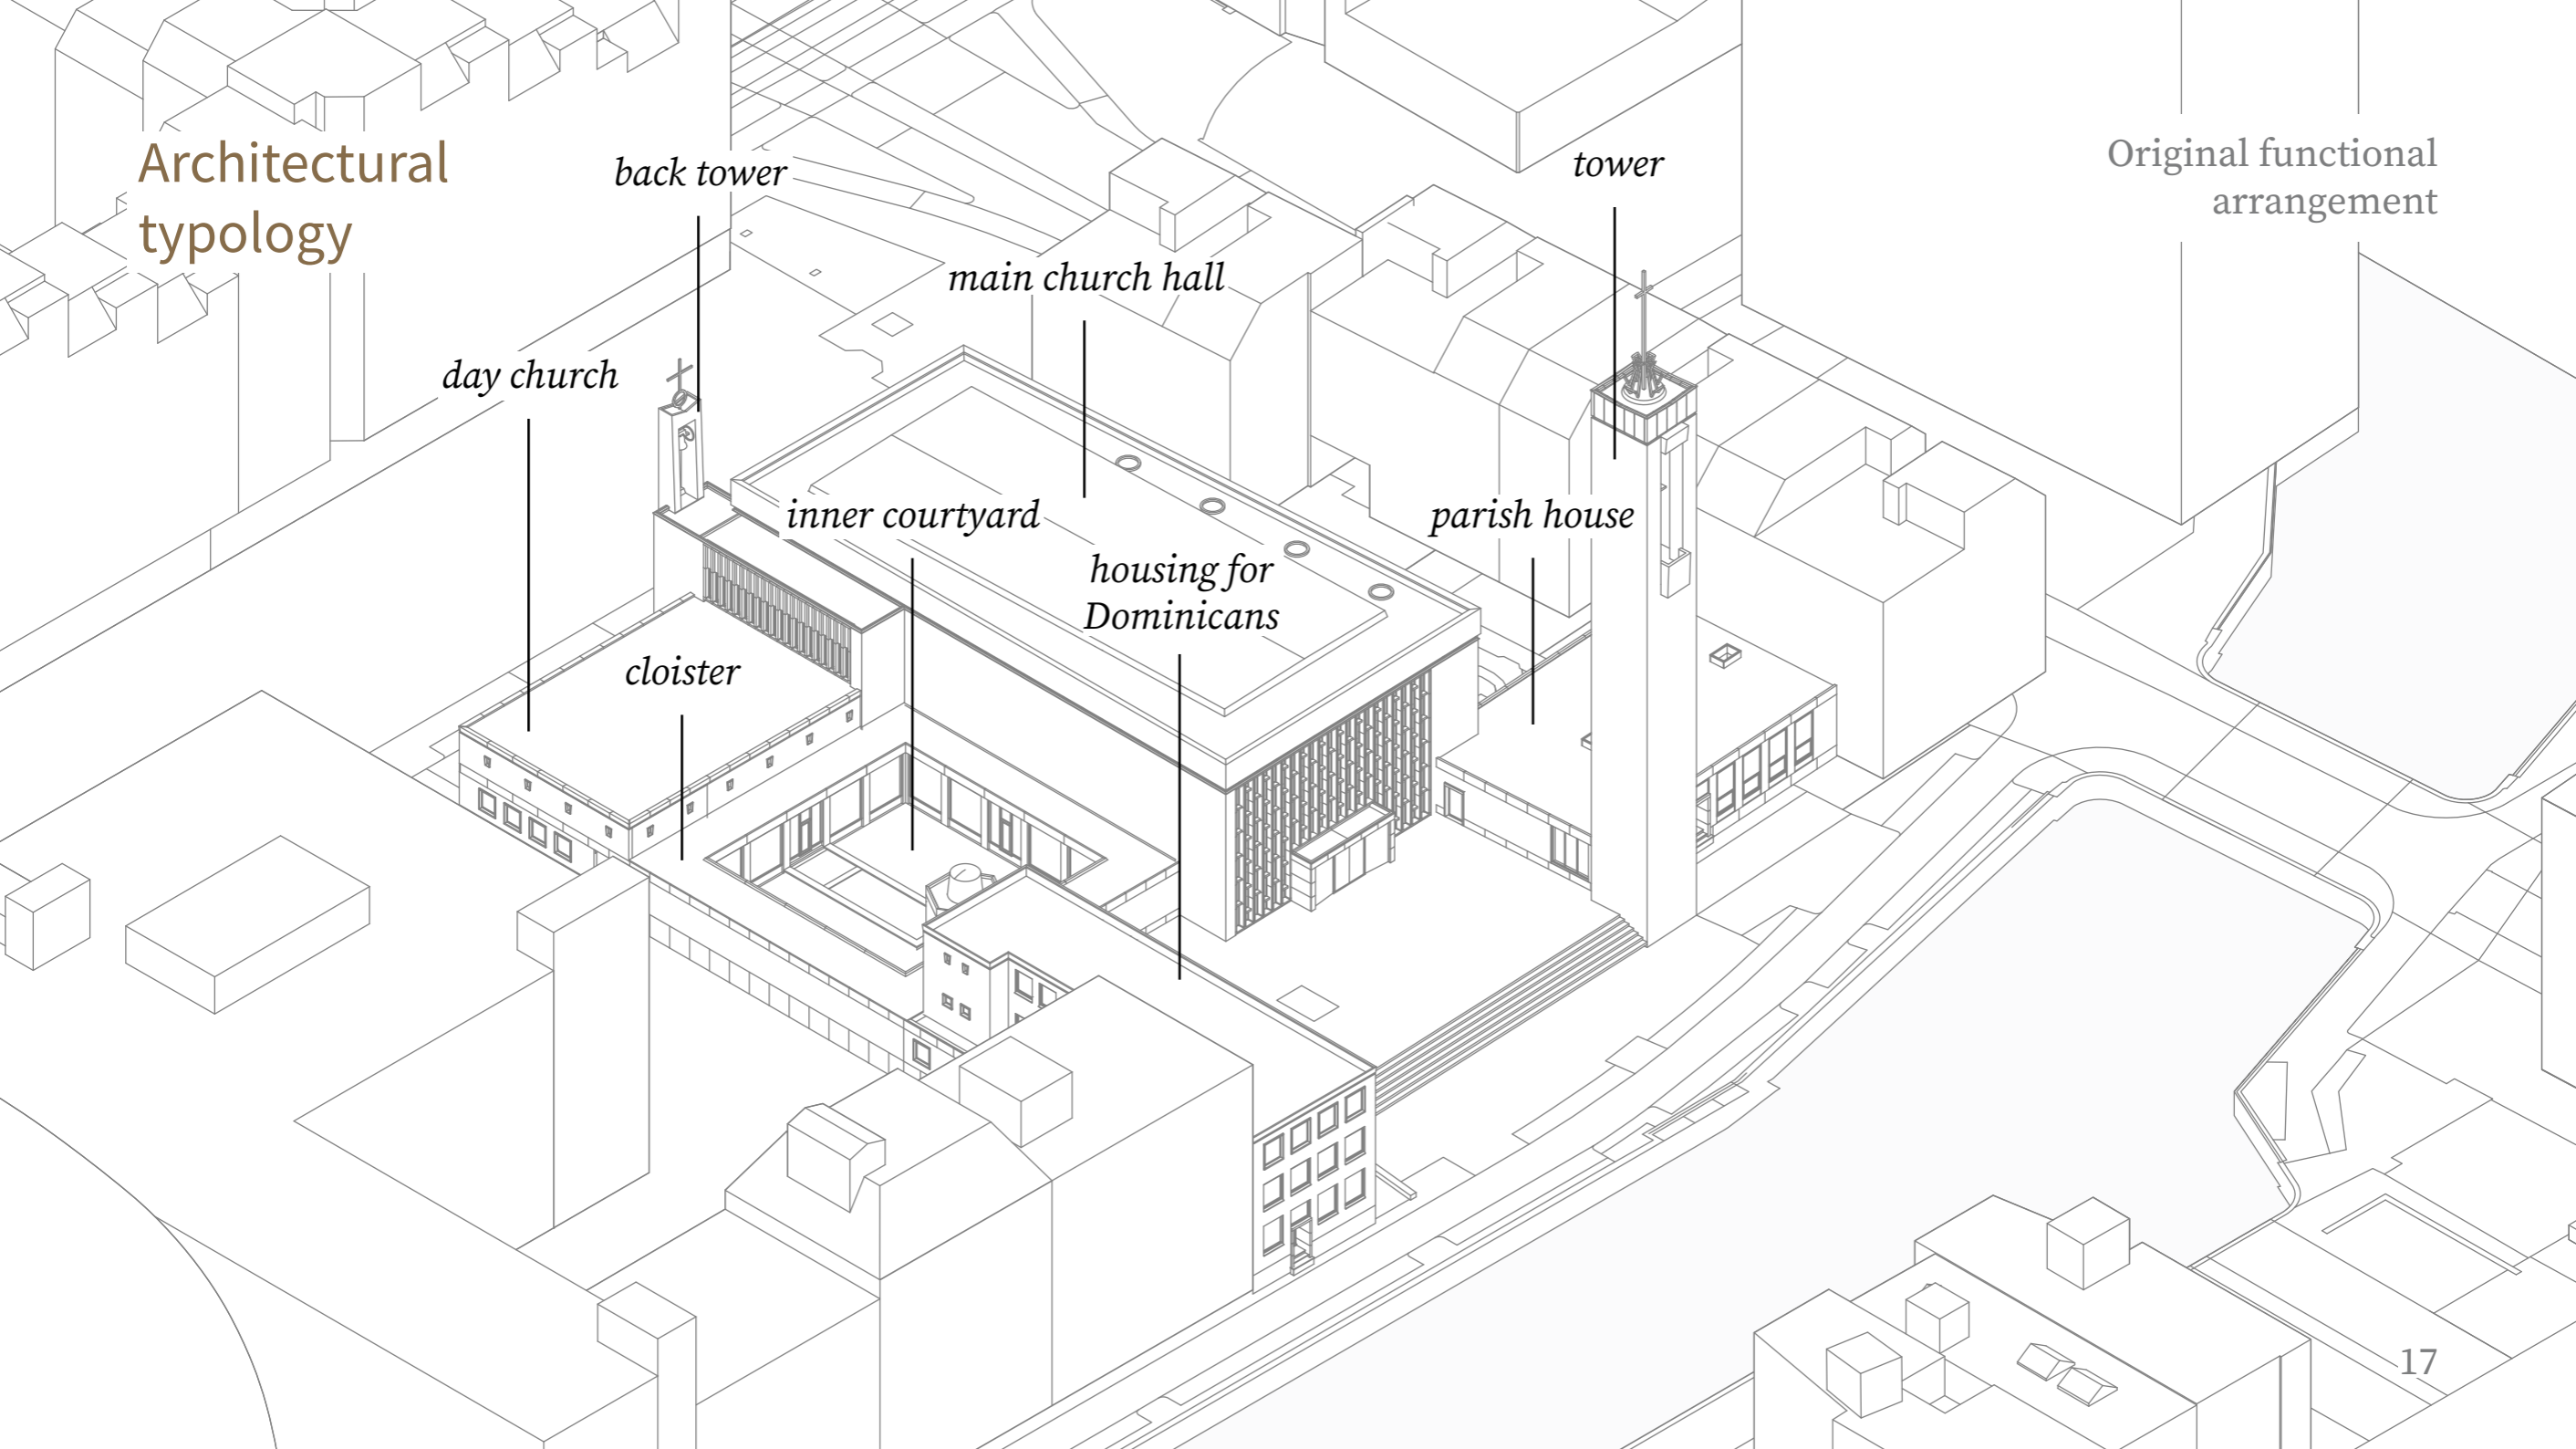 Architectural
typology
Original functional
arrangement
back tower
tower
main church hall
day church
inner courtyard
parish house
housing for
Dominicans
cloister
17